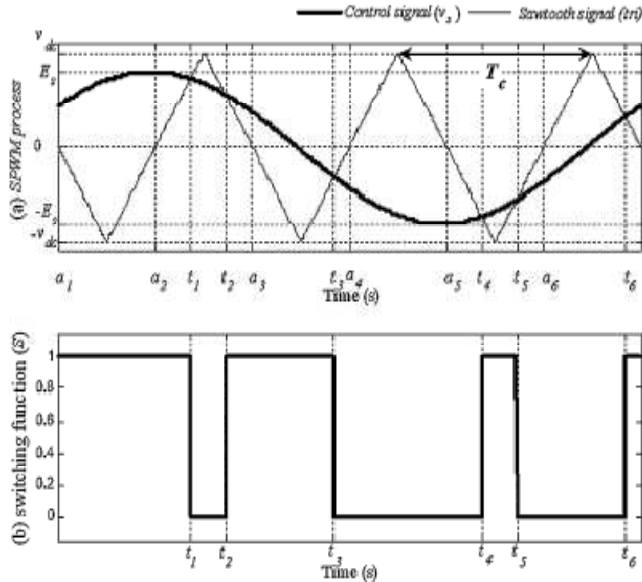 Control signal (v_s) Sawtooth signal (tri)
v_dc
E_s
0
-E_s
-v_dc
(a) SPWM process
T_c
a_1 a_2 t_1 t_2 a_3 t_3 a_4 a_5 t_4 t_5 a_6 t_6
Time (s)
(b) switching function (S)
1
0.8
0.6
0.4
0.2
0
t_1 t_2 t_3 t_4 t_5 t_6
Time (s)